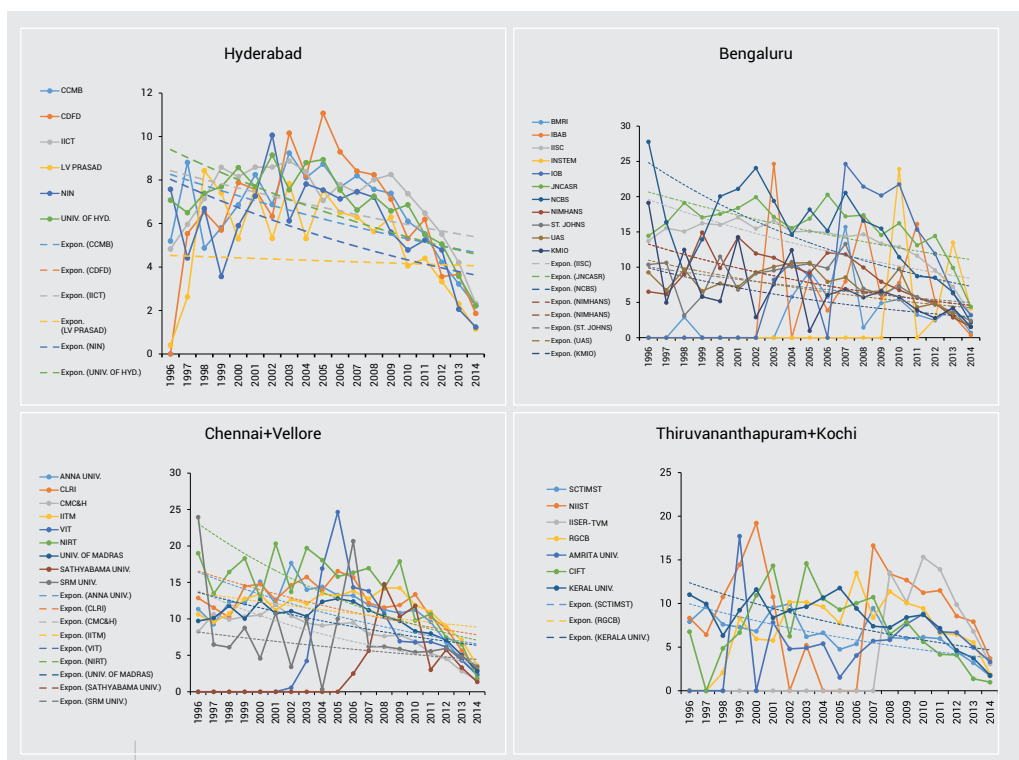 Hyderabad
CCMB
CDFD
IICT
LV PRASAD
NIN
UNIV. OF HYD.
Expon. (CCMB)
Expon. (CDFD)
Expon. (IICT)
Expon.
(LV PRASAD)
Expon. (NIN)
Expon. (UNIV. OF HYD.)
12
10
8
6
4
2
0
1996 1997 1998 1999 2000 2001 2002 2003 2004 2005 2006 2007 2008 2009 2010 2011 2012 2013 2014
Bengaluru
BMRI
IBAB
IISC
INSTEM
IOB
JNCASR
NCBS
NIMHANS
ST. JOHNS
UAS
KMIO
Expon. (IISC)
Expon. (JNCASR)
Expon. (NCBS)
Expon. (NIMHANS)
Expon. (NIMHANS)
Expon. (ST. JOHNS)
Expon. (UAS)
Expon. (KMIO)
30
25
20
15
10
5
0
1996 1997 1998 1999 2000 2001 2002 2003 2004 2005 2006 2007 2008 2009 2010 2011 2012 2013 2014
Chennai+Vellore
ANNA UNIV.
CLRI
CMC&H
IITM
VIT
NIRT
UNIV. OF MADRAS
SATHYABAMA UNIV.
SRM UNIV.
Expon. (ANNA UNIV.)
Expon. (CLRI)
Expon. (CMC&H)
Expon. (IITM)
Expon. (VIT)
Expon. (NIRT)
Expon. (UNIV. OF MADRAS)
Expon. (SATHYABAMA UNIV.)
Expon. (SRM UNIV.)
30
25
20
15
10
5
0
1996 1997 1998 1999 2000 2001 2002 2003 2004 2005 2006 2007 2008 2009 2010 2011 2012 2013 2014
Thiruvananthapuram+Kochi
SCTIMST
NIIST
IISER-TVM
RGCB
AMRITA UNIV.
CIFT
KERAL UNIV.
Expon. (SCTIMST)
Expon. (RGCB)
Expon. (KERALA UNIV.)
25
20
15
10
5
0
1996 1997 1998 1999 2000 2001 2002 2003 2004 2005 2006 2007 2008 2009 2010 2011 2012 2013 2014